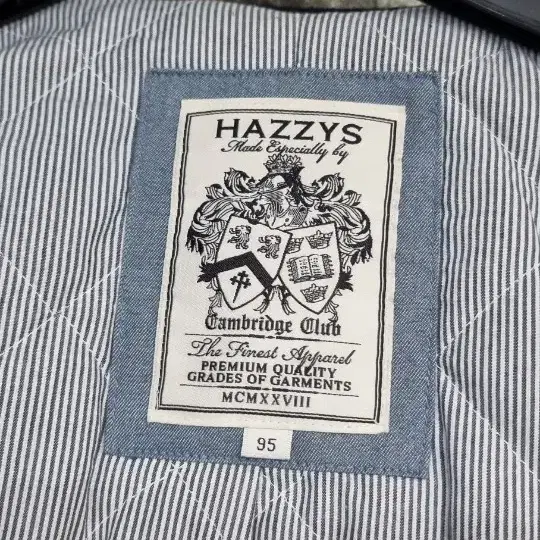 HAZZYS
Made Especially by
Cambridge Club
The Finest Apparel
PREMIUM QUALITY
GRADES OF GARMENTS
MCMXXVIII
95